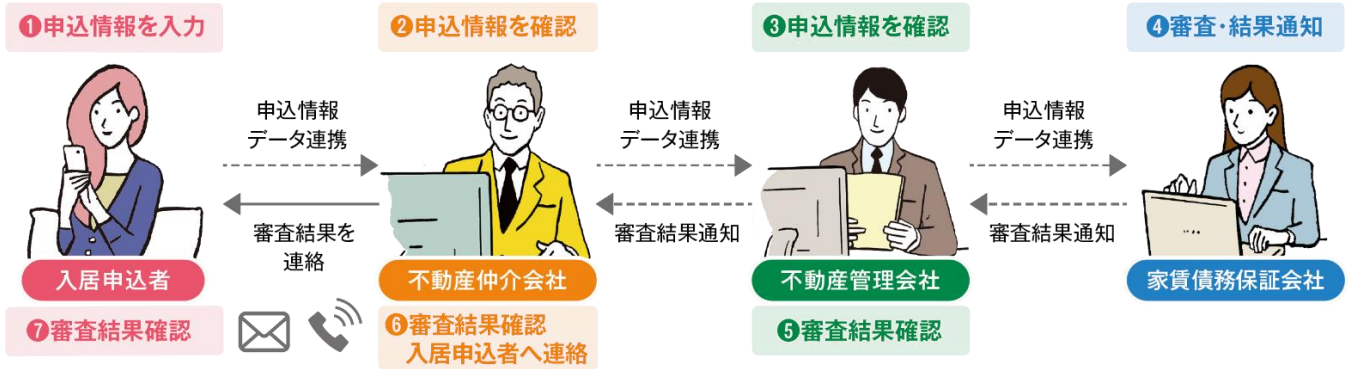 ❶申込情報を入力
❷申込情報を確認
❸申込情報を確認
❹審査・結果通知
申込情報
データ連携
申込情報
データ連携
申込情報
データ連携
審査結果を
連絡
審査結果通知
審査結果通知
入居申込者
不動産仲介会社
不動産管理会社
家賃債務保証会社
❼審査結果確認
❻審査結果確認
入居申込者へ連絡
❺審査結果確認